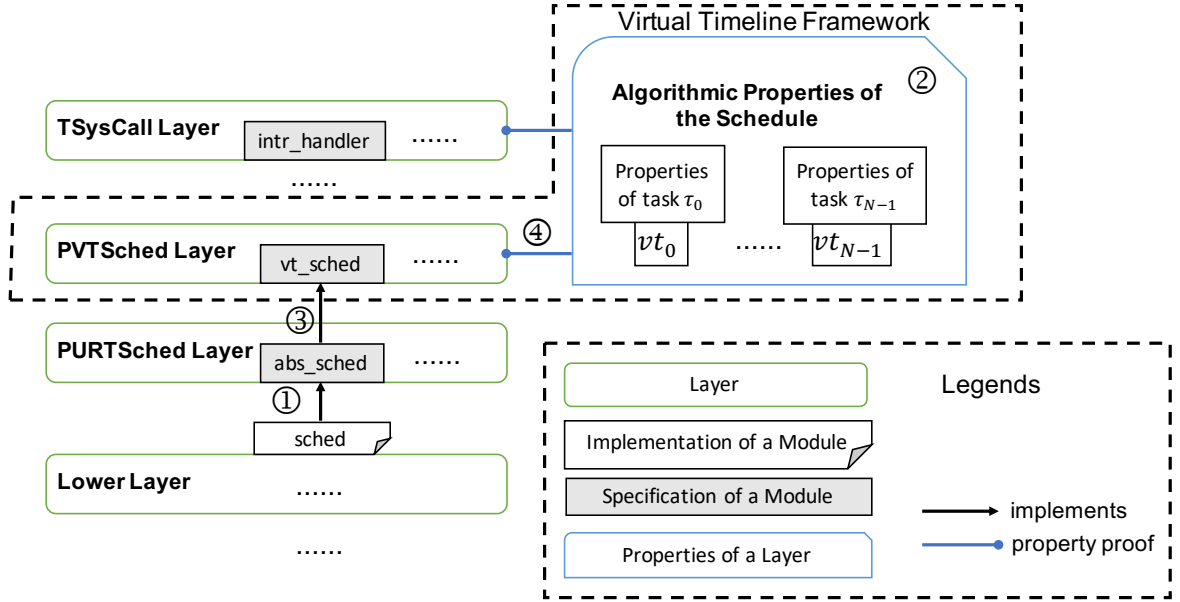 Virtual Timeline Framework
②
Algorithmic Properties of
the Schedule
Properties
of task τ₀
vt₀
......
Properties of
task τ_{N−1}
vt_{N−1}
TSysCall Layer
intr_handler
......
......
④
PVTSched Layer
vt_sched
......
③
PURTSched Layer
abs_sched
......
①
sched
Lower Layer
......
......
Legends
Layer
Implementation of a Module
Specification of a Module
Properties of a Layer
implements
property proof